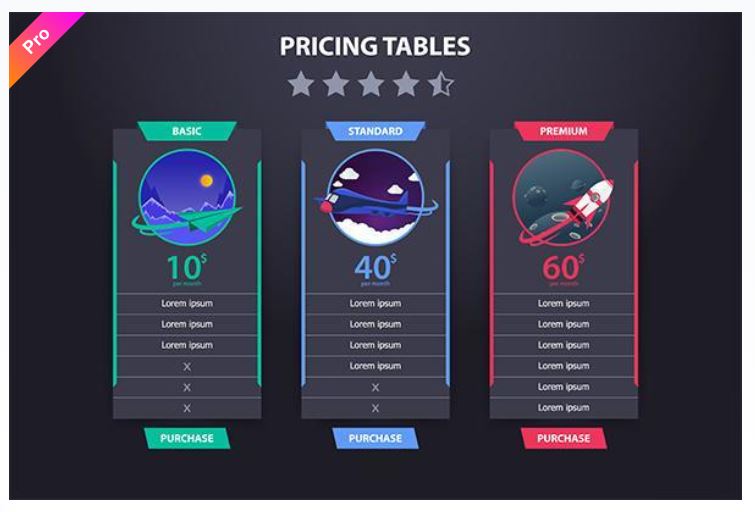 Pro
PRICING TABLES
BASIC
10$
per month
Lorem ipsum
Lorem ipsum
Lorem ipsum
X
X
X
PURCHASE
STANDARD
40$
per month
Lorem ipsum
Lorem ipsum
Lorem ipsum
Lorem ipsum
X
X
PURCHASE
PREMIUM
60$
per month
Lorem ipsum
Lorem ipsum
Lorem ipsum
Lorem ipsum
Lorem ipsum
Lorem ipsum
PURCHASE